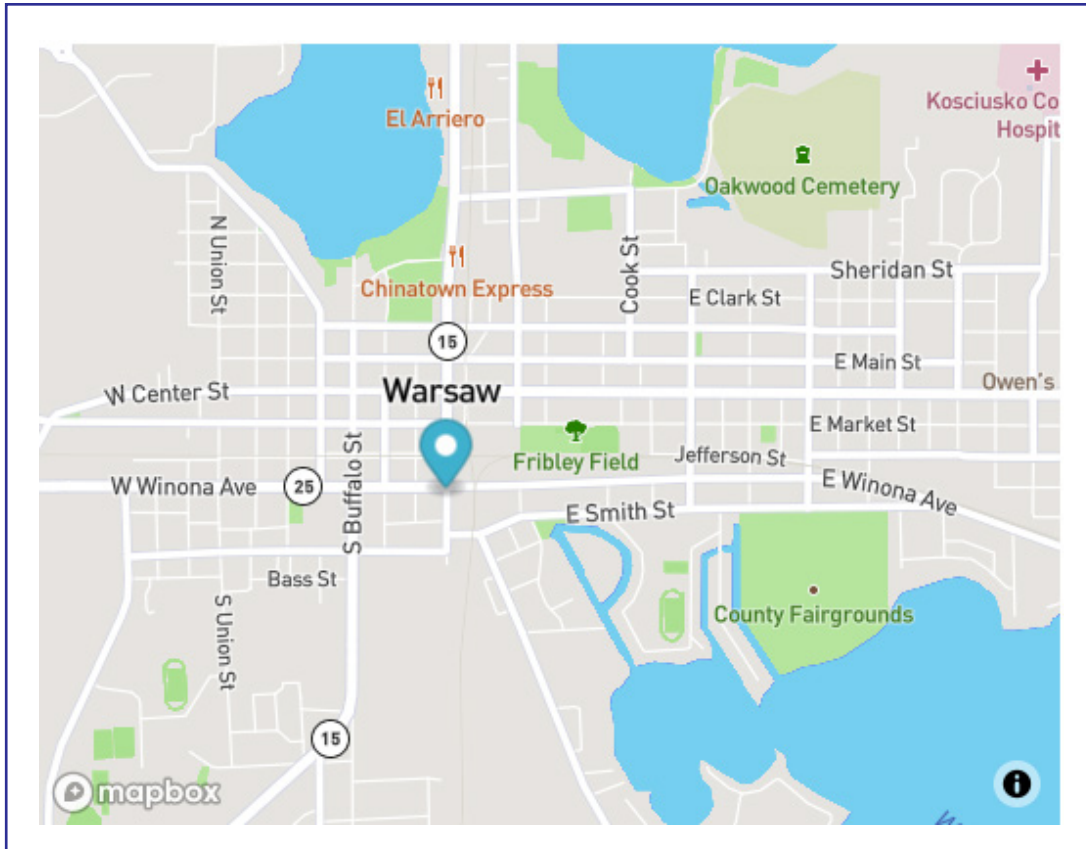 El Arriero
Kosciusko Co
Hospit
Oakwood Cemetery
N Union St
Cook St
Sheridan St
Chinatown Express
E Clark St
15
E Main St
Warsaw
W Center St
Owen's
E Market St
S Buffalo St
Fribley Field
Jefferson St
W Winona Ave
25
E Winona Ave
E Smith St
Bass St
S Union St
County Fairgrounds
15
mapbox